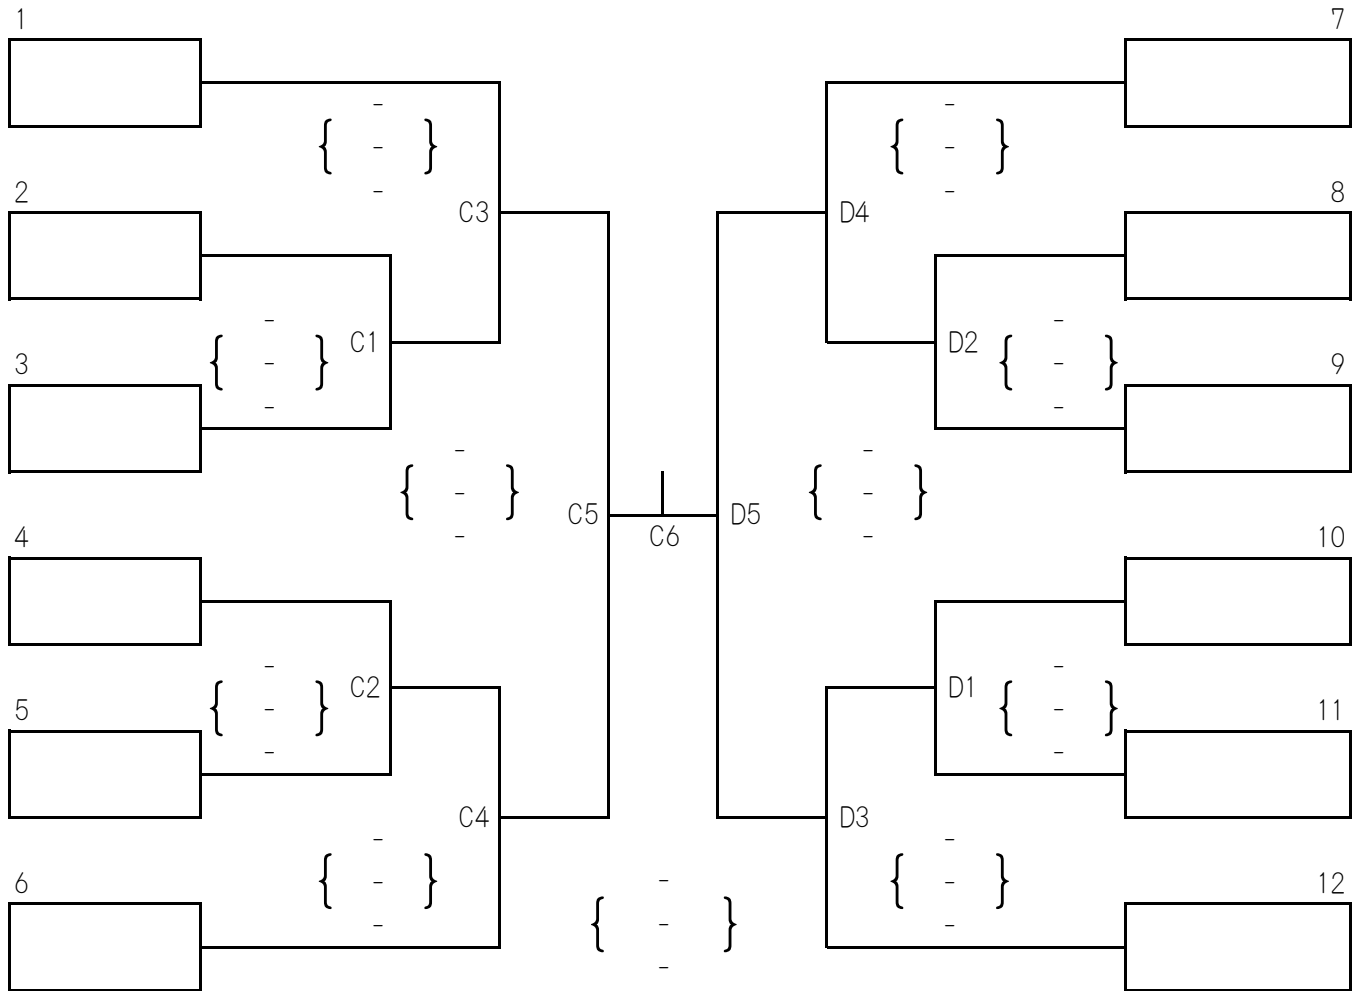 1 7
-　-
{ - } { - }
-　-
2 8
C3 D4
-　-
{ - } C1 D2 { - }
3 9
-　-
-　-
{ - } { - }
C5 D5
C6
-　-
4 10
-　-
C2 D1
{ - } { - }
5 11
-　-
C4 D3
-　-
6 12
{ - } { - }
-
{ - }
-　-
-